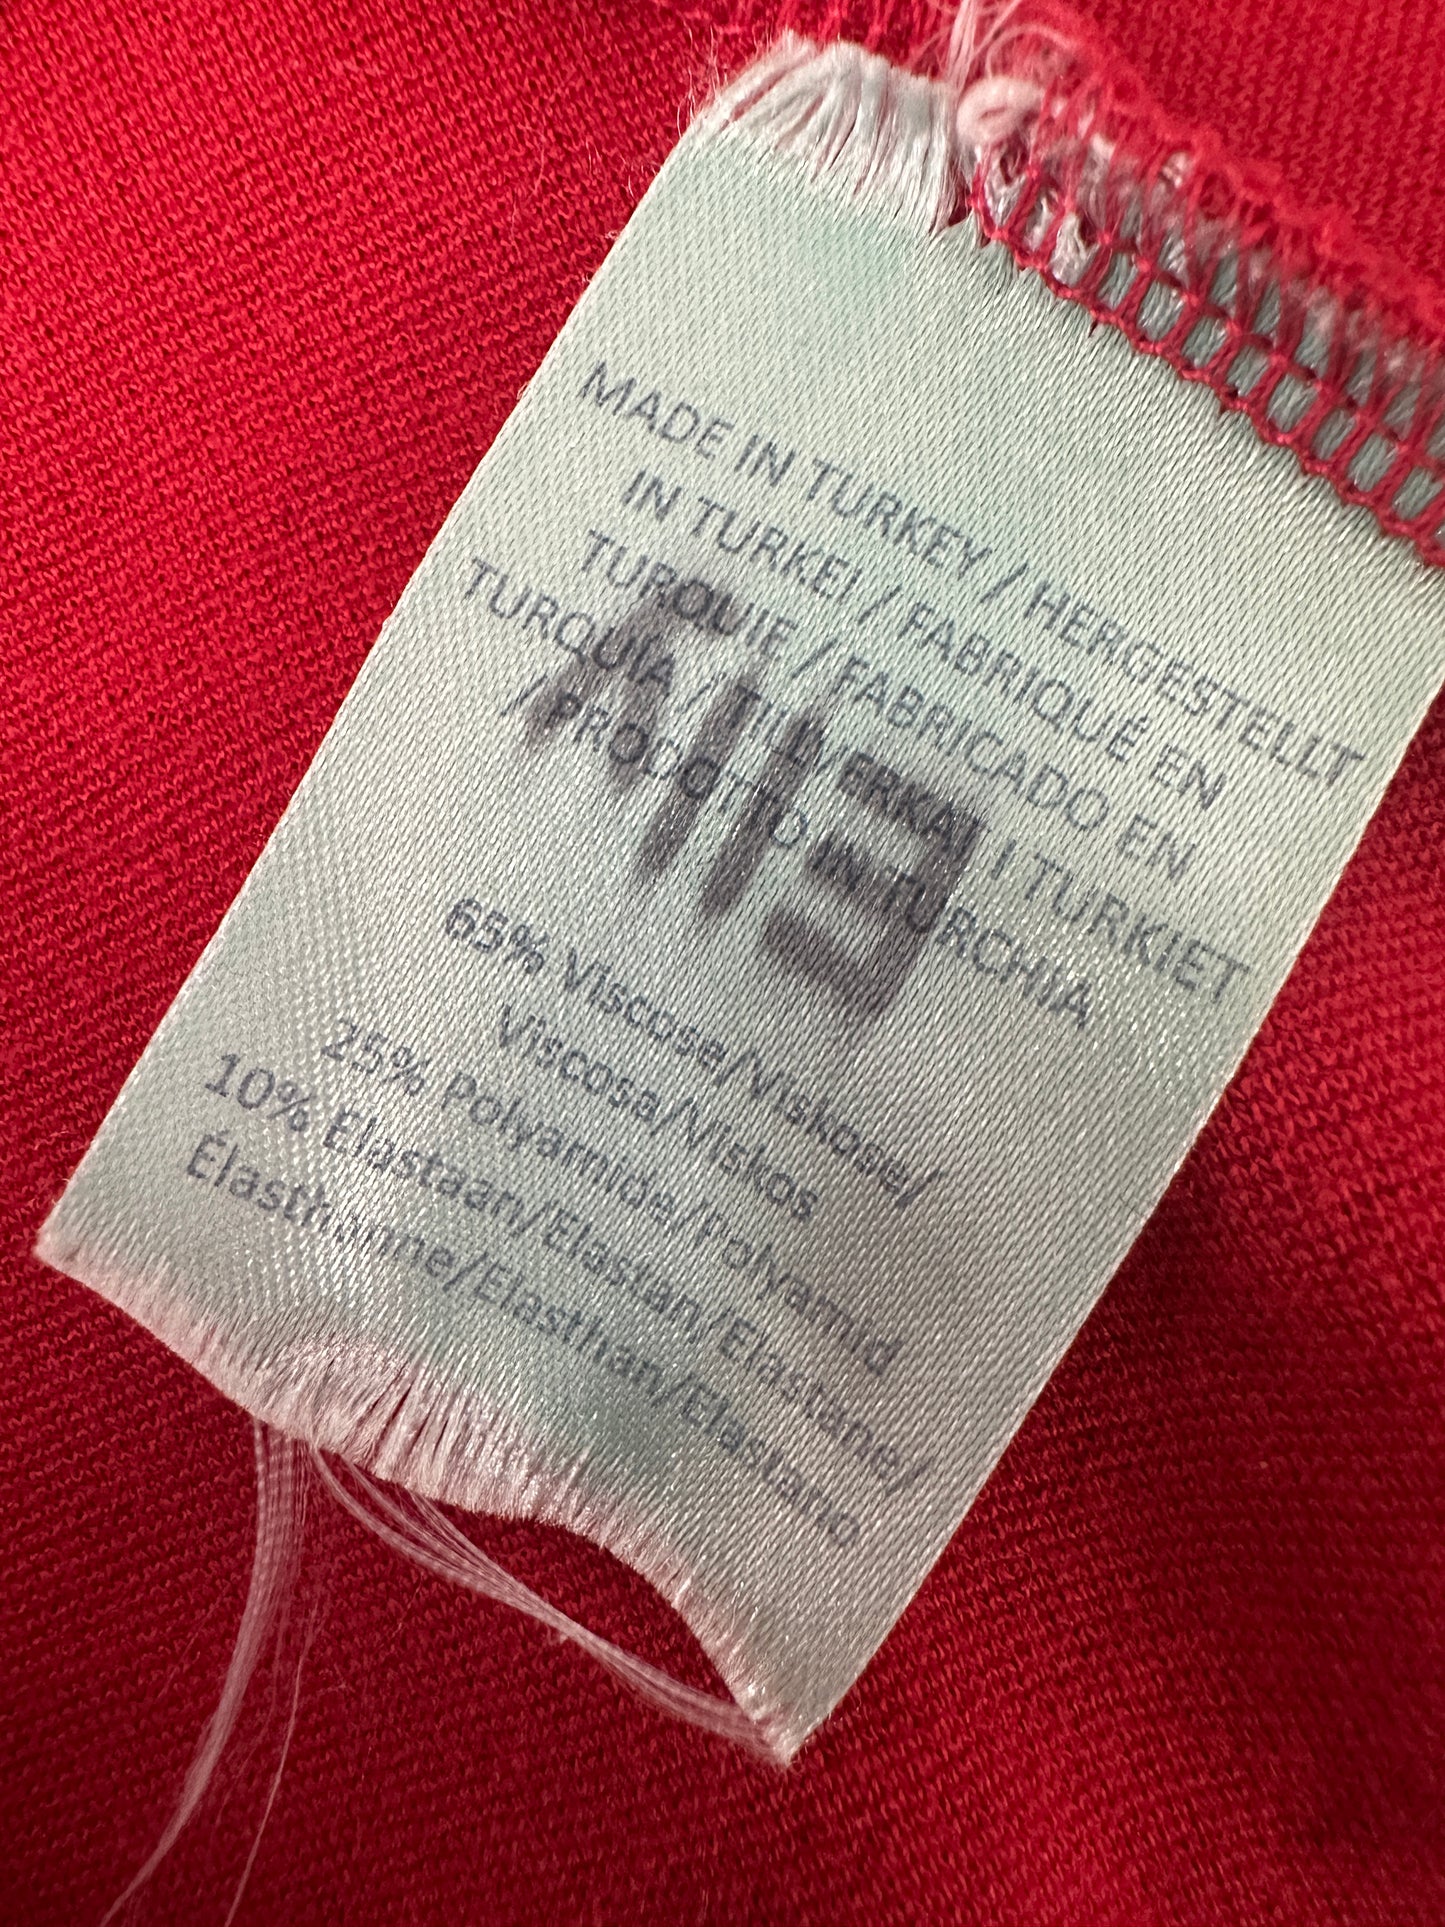 MADE IN TURKEY / HERGESTELLT
IN TURKEI / FABRIQUÉ EN
TURQUIE / FABRICADO EN
TURQUIA / TILLVERKAT I TURKIET
/ PRODOTTO IN TURCHIA
65% Viscose/Viskose/
Viscosa/Viskos
25% Polyamide/Polyamid
10% Elastaan/Elastan/Elastane/
Élasthanne/Elasthan/Elastano